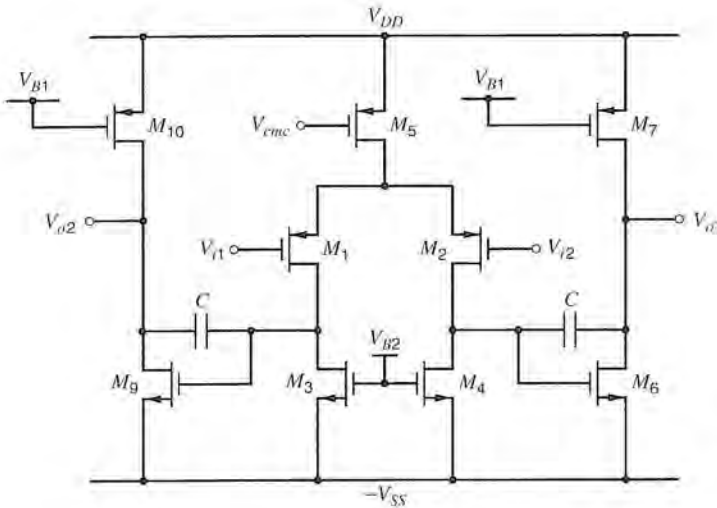 V_DD
V_B1
V_B1
M_10
V_cmc
M_5
M_7
V_o2
V_i1
M_1
M_2
V_i2
C
C
V_B2
M_9
M_3
M_4
M_6
−V_SS